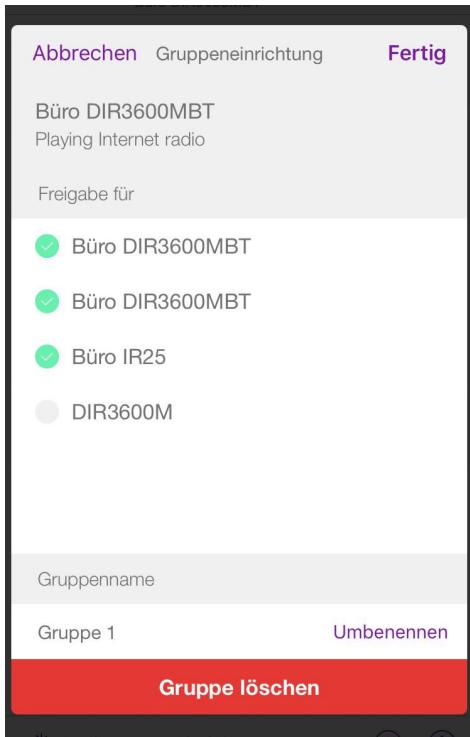 Abbrechen Gruppeneinrichtung Fertig
Büro DIR3600MBT
Playing Internet radio
Freigabe für
Büro DIR3600MBT
Büro DIR3600MBT
Büro IR25
DIR3600M
Gruppenname
Gruppe 1 Umbenennen
Gruppe löschen